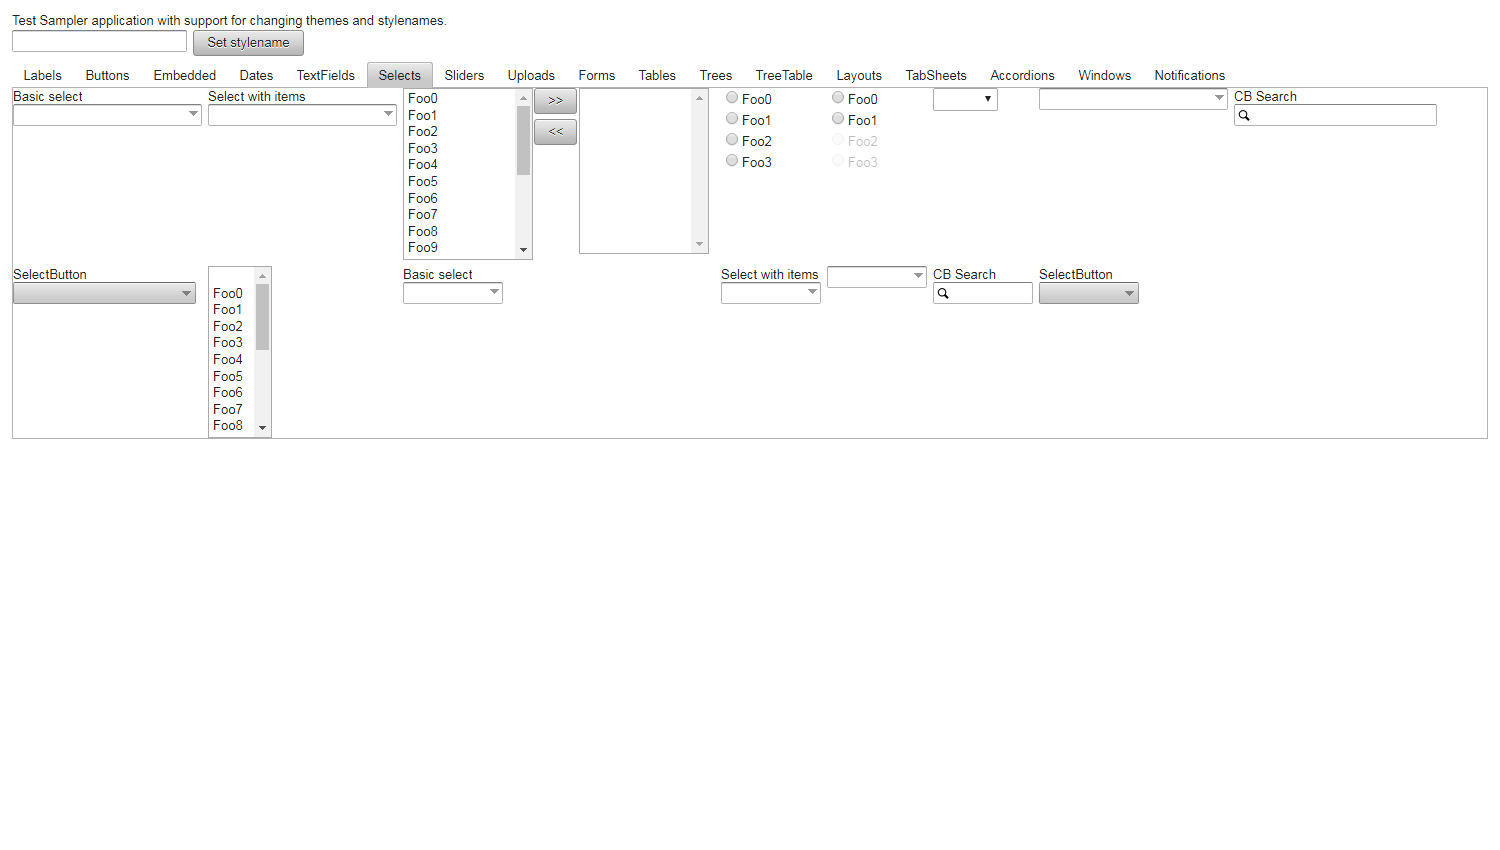 Test Sampler application with support for changing themes and stylenames.
Set stylename
Labels Buttons Embedded Dates TextFields Selects Sliders Uploads Forms Tables Trees TreeTable Layouts TabSheets Accordions Windows Notifications
Basic select
Select with items
Foo0
Foo1
Foo2
Foo3
Foo4
Foo5
Foo6
Foo7
Foo8
Foo9
>>
<<
Foo0
Foo1
Foo2
Foo3
Foo0
Foo1
Foo2
Foo3
CB Search
SelectButton
Foo0
Foo1
Foo2
Foo3
Foo4
Foo5
Foo6
Foo7
Foo8
Basic select
Select with items
CB Search
SelectButton